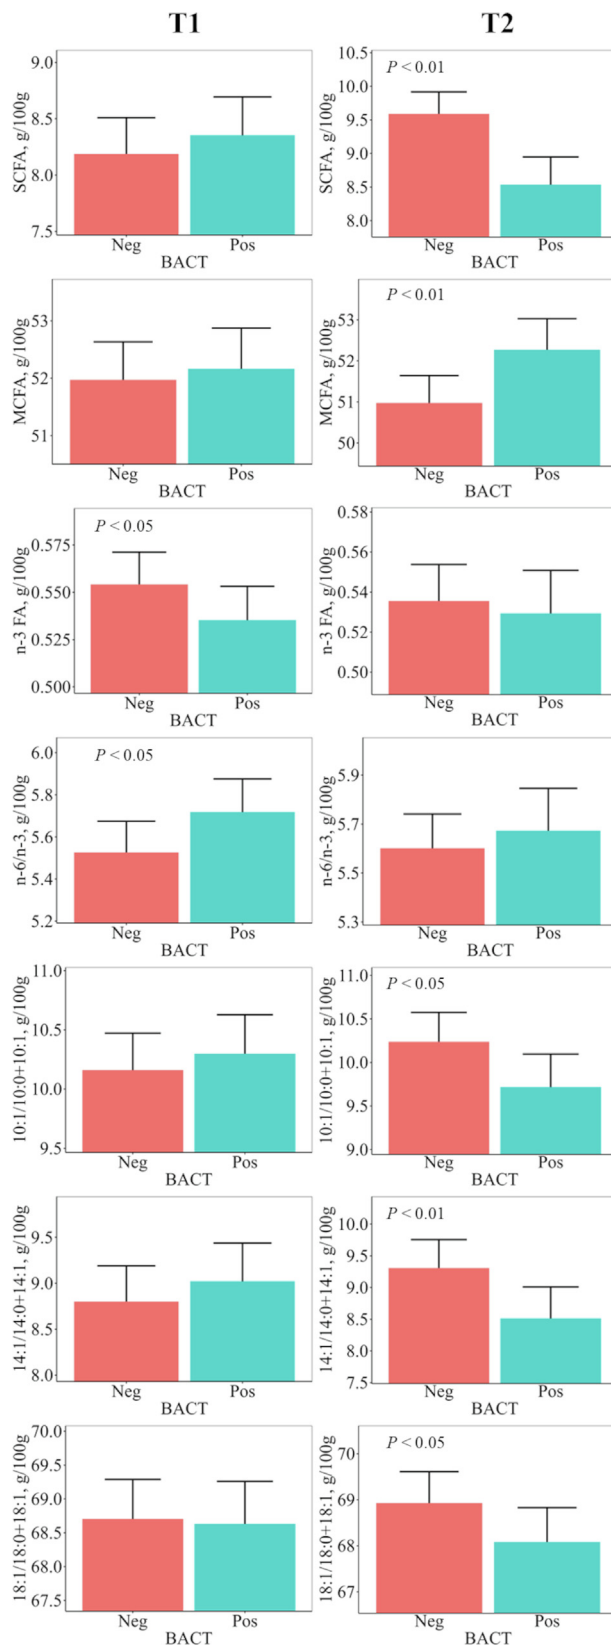 T1
T2
SCFA, g/100g
9.0
8.5
8.0
7.5
Neg
Pos
BACT
SCFA, g/100g
10.5
10.0
9.5
9.0
8.5
8.0
P < 0.01
Neg
Pos
BACT
MCFA, g/100g
53
52
51
Neg
Pos
BACT
MCFA, g/100g
53
52
51
50
P < 0.01
Neg
Pos
BACT
n-3 FA, g/100g
0.575
0.550
0.525
0.500
P < 0.05
Neg
Pos
BACT
n-3 FA, g/100g
0.58
0.56
0.54
0.52
0.50
Neg
Pos
BACT
n-6/n-3, g/100g
6.0
5.8
5.6
5.4
5.2
P < 0.05
Neg
Pos
BACT
n-6/n-3, g/100g
5.9
5.7
5.5
5.3
Neg
Pos
BACT
10:1/10:0+10:1, g/100g
11.0
10.5
10.0
9.5
Neg
Pos
BACT
10:1/10:0+10:1, g/100g
11.0
10.5
10.0
9.5
9.0
P < 0.05
Neg
Pos
BACT
14:1/14:0+14:1, g/100g
9.5
9.0
8.5
8.0
Neg
Pos
BACT
14:1/14:0+14:1, g/100g
10.0
9.5
9.0
8.5
8.0
7.5
P < 0.01
Neg
Pos
BACT
18:1/18:0+18:1, g/100g
70.0
69.5
69.0
68.5
68.0
67.5
Neg
Pos
BACT
18:1/18:0+18:1, g/100g
70
69
68
67
P < 0.05
Neg
Pos
BACT